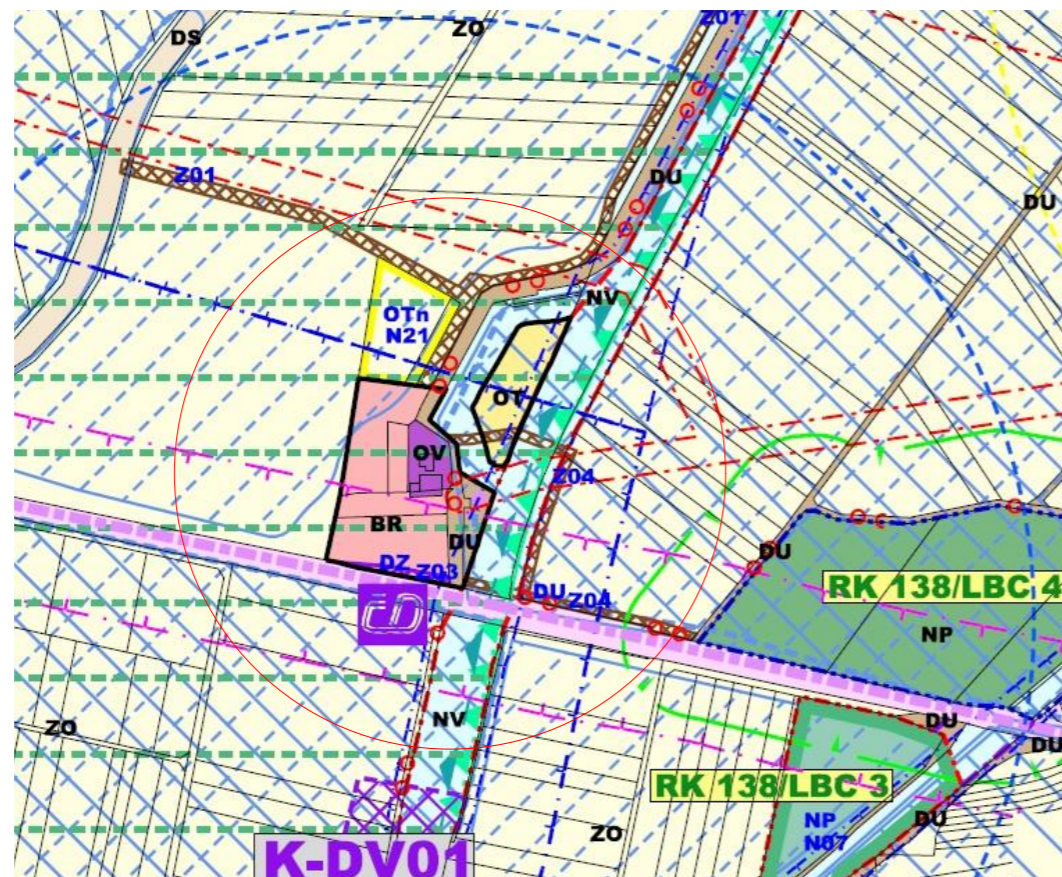 Z01
ZO
DS
Z01
DU
DU
NV
OTn
N21
OT
OV
Z04
BR
DU
DU
DZ
Z03
DU
Z04
RK 138/LBC 4
NP
NV
DU
DU
ZO
RK 138/LBC 3
NP
N07
DU
ZO
K-DV01